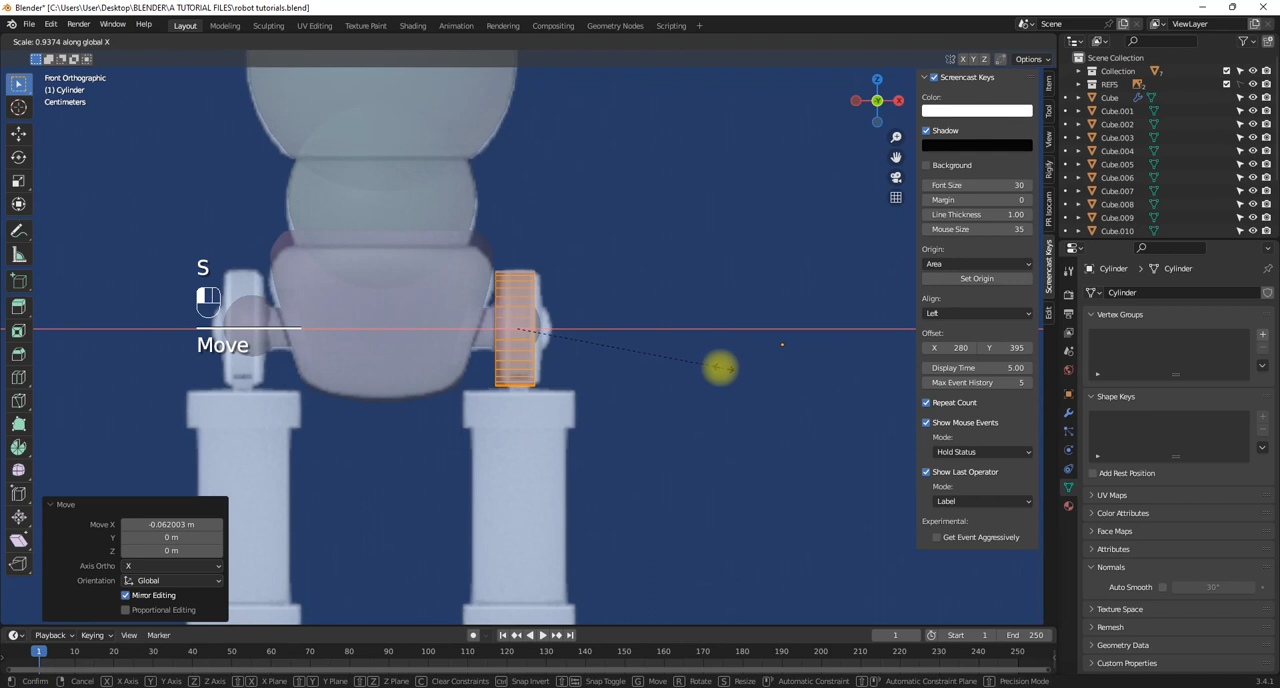 Blender* [C:\Users\User\Desktop\BLENDER\A TUTORIAL FILES\robot tutorials.blend]
File Edit Render Window Help Layout Modeling Sculpting UV Editing Texture Paint Shading Animation Rendering Compositing Geometry Nodes Scripting + Scene ViewLayer
Scale: 0.9374 along global X
X Y Z Options
Front Orthographic
(1) Cylinder
Centimeters
Z
Y
X
S
Move
Move
Move X -0.062003 m
Y 0 m
Z 0 m
Axis Ortho X
Orientation Global
Mirror Editing
Proportional Editing
Screencast Keys
Color:
Shadow
Background
Font Size 30
Margin 0
Line Thickness 1.00
Mouse Size 35
Origin:
Area
Set Origin
Align:
Left
Offset:
X 280 Y 395
Display Time 5.00
Max Event History 5
Repeat Count
Show Mouse Events
Mode:
Hold Status
Show Last Operator
Mode:
Label
Experimental:
Get Event Aggressively
Item
Tool
View
Rigify
PR Isocam
Screencast Keys
Edit
Scene Collection
Collection 7
REFS 2
Cube
Cube.001
Cube.002
Cube.003
Cube.004
Cube.005
Cube.006
Cube.007
Cube.008
Cube.009
Cube.010
Cylinder Cylinder
Cylinder
Vertex Groups
Shape Keys
Add Rest Position
UV Maps
Color Attributes
Face Maps
Attributes
Normals
Auto Smooth 30°
Texture Space
Remesh
Geometry Data
Custom Properties
Playback Keying View Marker 1 Start 1 End 250
1 10 20 30 40 50 60 70 80 90 100 110 120 130 140 150 160 170 180 190 200 210 220 230 240 250
Confirm Cancel X X Axis Y Y Axis Z Z Axis X X Plane Y Y Plane Z Z Plane C Clear Constraints Snap Invert Snap Toggle G Move R Rotate S Resize Automatic Constraint Automatic Constraint Plane Precision Mode 3.4.1